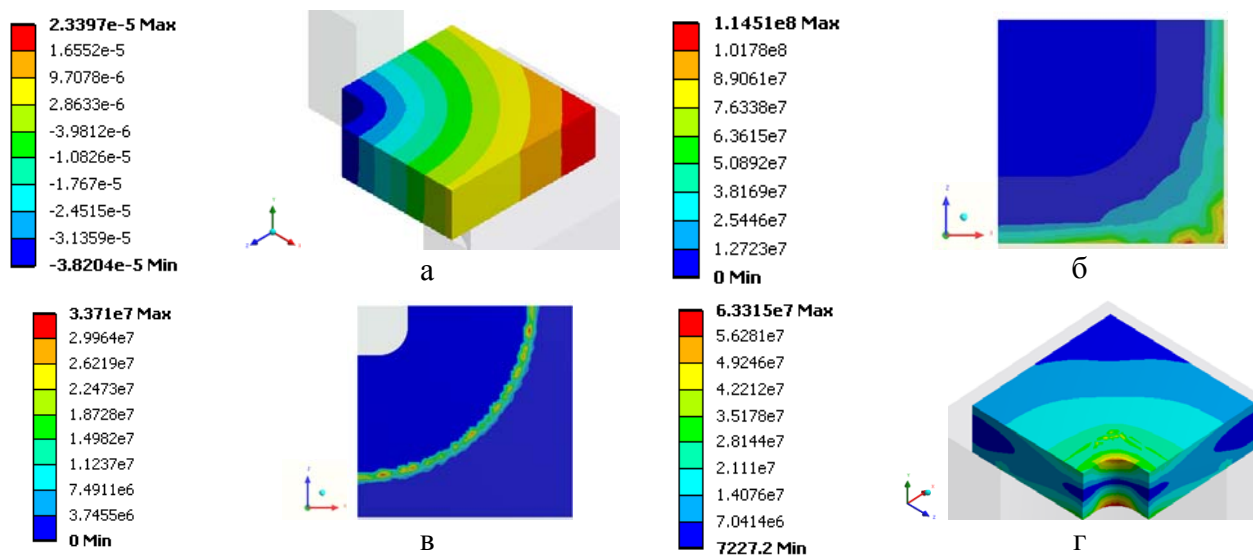 2.3397e-5 Max
1.6552e-5
9.7078e-6
2.8633e-6
-3.9812e-6
-1.0826e-5
-1.767e-5
-2.4515e-5
-3.1359e-5
-3.8204e-5 Min
а
1.1451e8 Max
1.0178e8
8.9061e7
7.6338e7
6.3615e7
5.0892e7
3.8169e7
2.5446e7
1.2723e7
0 Min
б
3.371e7 Max
2.9964e7
2.6219e7
2.2473e7
1.8728e7
1.4982e7
1.1237e7
7.4911e6
3.7455e6
0 Min
в
6.3315e7 Max
5.6281e7
4.9246e7
4.2212e7
3.5178e7
2.8144e7
2.111e7
1.4076e7
7.0414e6
7227.2 Min
г